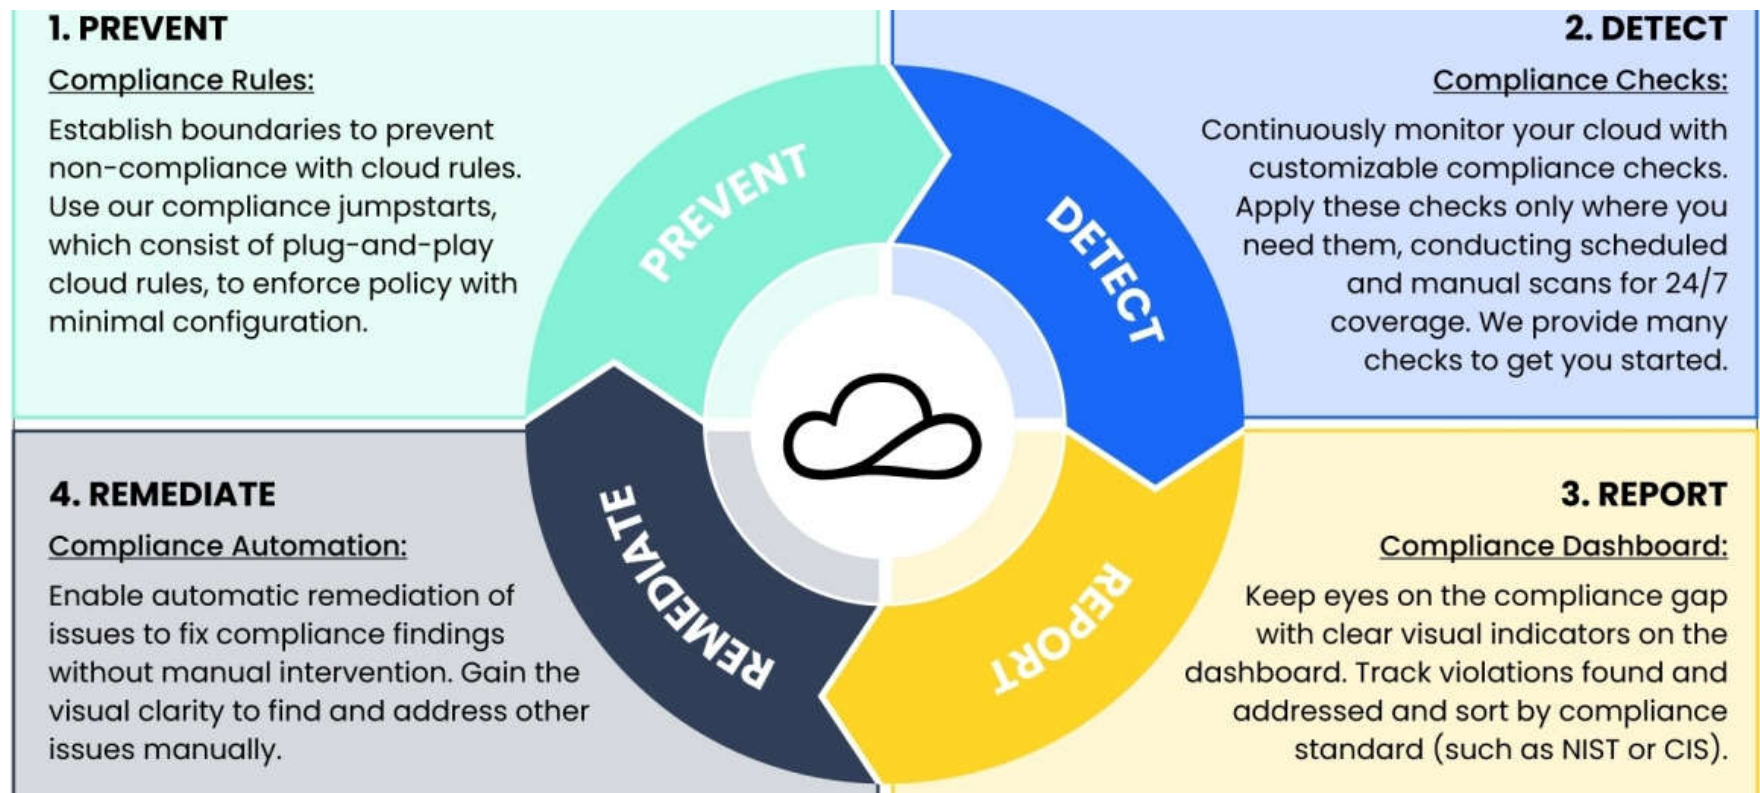 1. PREVENT
Compliance Rules:
Establish boundaries to prevent
non-compliance with cloud rules.
Use our compliance jumpstarts,
which consist of plug-and-play
cloud rules, to enforce policy with
minimal configuration.
2. DETECT
Compliance Checks:
Continuously monitor your cloud with
customizable compliance checks.
Apply these checks only where you
need them, conducting scheduled
and manual scans for 24/7
coverage. We provide many
checks to get you started.
PREVENT
DETECT
REPORT
REMEDIATE
3. REPORT
Compliance Dashboard:
Keep eyes on the compliance gap
with clear visual indicators on the
dashboard. Track violations found and
addressed and sort by compliance
standard (such as NIST or CIS).
4. REMEDIATE
Compliance Automation:
Enable automatic remediation of
issues to fix compliance findings
without manual intervention. Gain the
visual clarity to find and address other
issues manually.